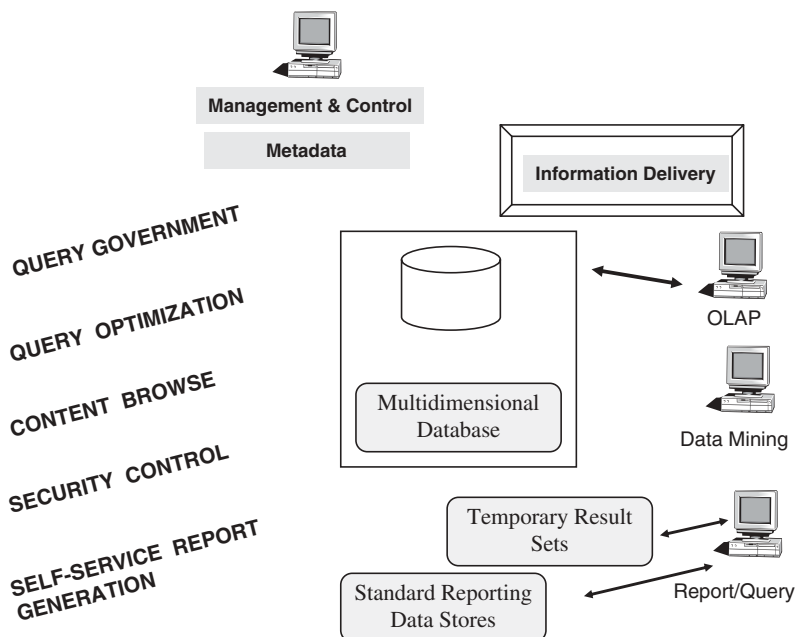 Management & Control
Metadata
Information Delivery
QUERY GOVERNMENT
QUERY OPTIMIZATION
CONTENT BROWSE
SECURITY CONTROL
SELF-SERVICE REPORT
GENERATION
Multidimensional
Database
OLAP
Data Mining
Temporary Result
Sets
Standard Reporting
Data Stores
Report/Query